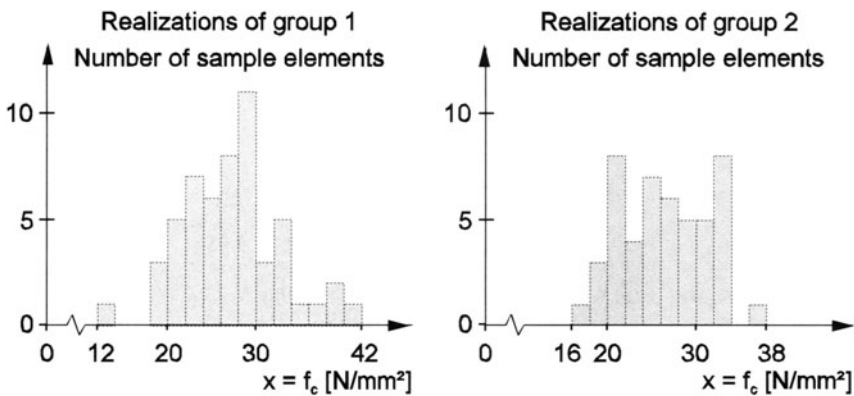 Realizations of group 1
Number of sample elements
10
5
0
0 12 20 30 42
x = f_c [N/mm²]
Realizations of group 2
Number of sample elements
10
5
0
0 16 20 30 38
x = f_c [N/mm²]